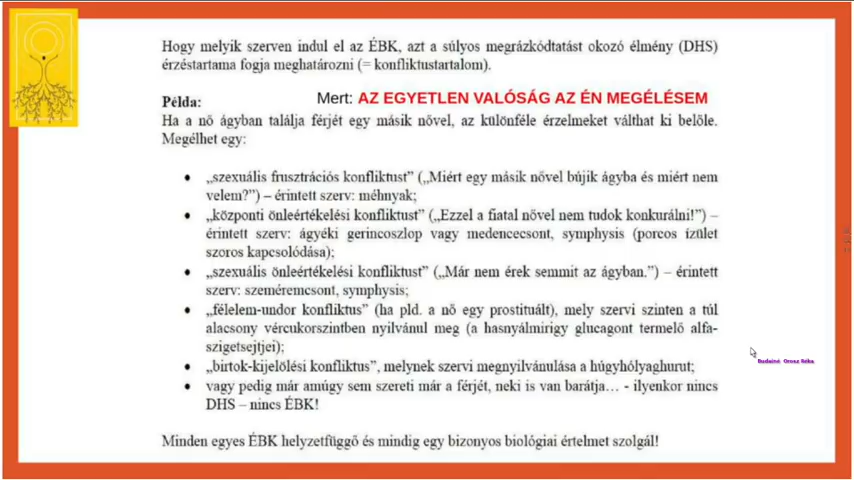 Hogy melyik szerven indul el az ÉBK, azt a súlyos megrázkódtatást okozó élmény (DHS)
érzéstartama fogja meghatározni (= konfliktustartalom).
Mert: AZ EGYETLEN VALÓSÁG AZ ÉN MEGÉLÉSEM
Példa:
Ha a nő ágyban találja férjét egy másik nővel, az különféle érzelmeket válthat ki belőle.
Megélhet egy:
• „szexuális frusztrációs konfliktust” („Miért egy másik nővel bújik ágyba és miért nem
velem?”) – érintett szerv: méhnyak;
• „központi önleértékelési konfliktust” („Ezzel a fiatal nővel nem tudok konkurálni!”) –
érintett szerv: ágyéki gerincoszlop vagy medencecsont, symphysis (porcos ízület
szoros kapcsolódása);
• „szexuális önleértékelési konfliktust” („Már nem érek semmit az ágyban.”) – érintett
szerv: szeméremcsont, symphysis;
• „félelem-undor konfliktus” (ha pld. a nő egy prostituált), mely szervi szinten a túl
alacsony vércukorszintben nyilvánul meg (a hasnyálmirigy glucagont termelő alfa-
szigetsejtjei);
• „birtok-kijelölési konfliktus”, melynek szervi megnyilvánulása a húgyhólyaghurut;
• vagy pedig már amúgy sem szereti már a férjét, neki is van barátja… - ilyenkor nincs
DHS – nincs ÉBK!
Budainé Orosz Réka
Minden egyes ÉBK helyzetfüggő és mindig egy bizonyos biológiai értelmet szolgál!